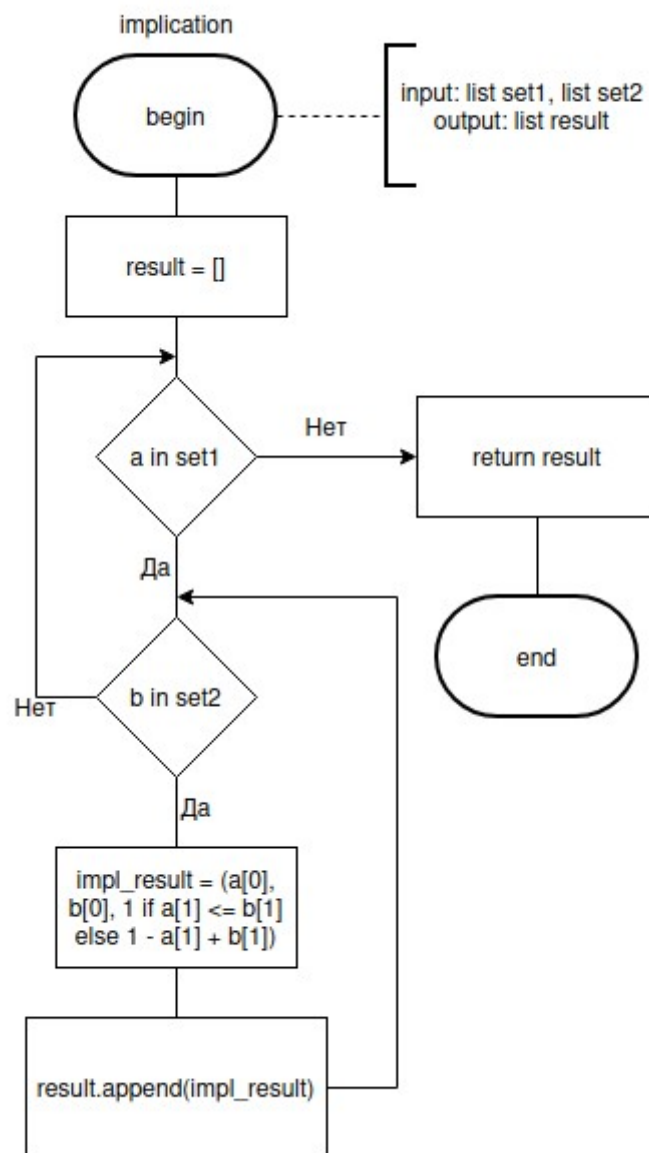 implication
begin
input: list set1, list set2
output: list result
result = []
a in set1
Нет
return result
Да
end
b in set2
Нет
Да
impl_result = (a[0],
b[0], 1 if a[1] <= b[1]
else 1 - a[1] + b[1])
result.append(impl_result)